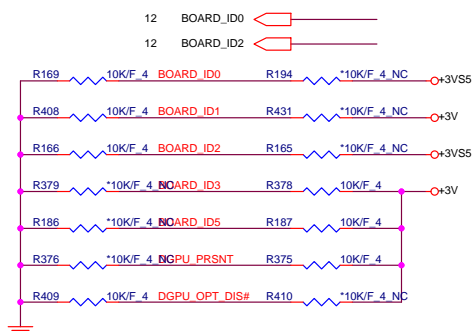 12 BOARD_ID0
12 BOARD_ID2
R169 10K/F_4 BOARD_ID0 R194 *10K/F_4_NC +3VS5
R408 10K/F_4 BOARD_ID1 R431 *10K/F_4_NC +3V
R166 10K/F_4 BOARD_ID2 R165 *10K/F_4_NC +3VS5
R379 *10K/F_4_NC BOARD_ID3 R378 10K/F_4 +3V
R186 *10K/F_4_NC BOARD_ID5 R187 10K/F_4
R376 *10K/F_4_NC DGPU_PRSNT R375 10K/F_4
R409 10K/F_4 DGPU_OPT_DIS# R410 *10K/F_4_NC